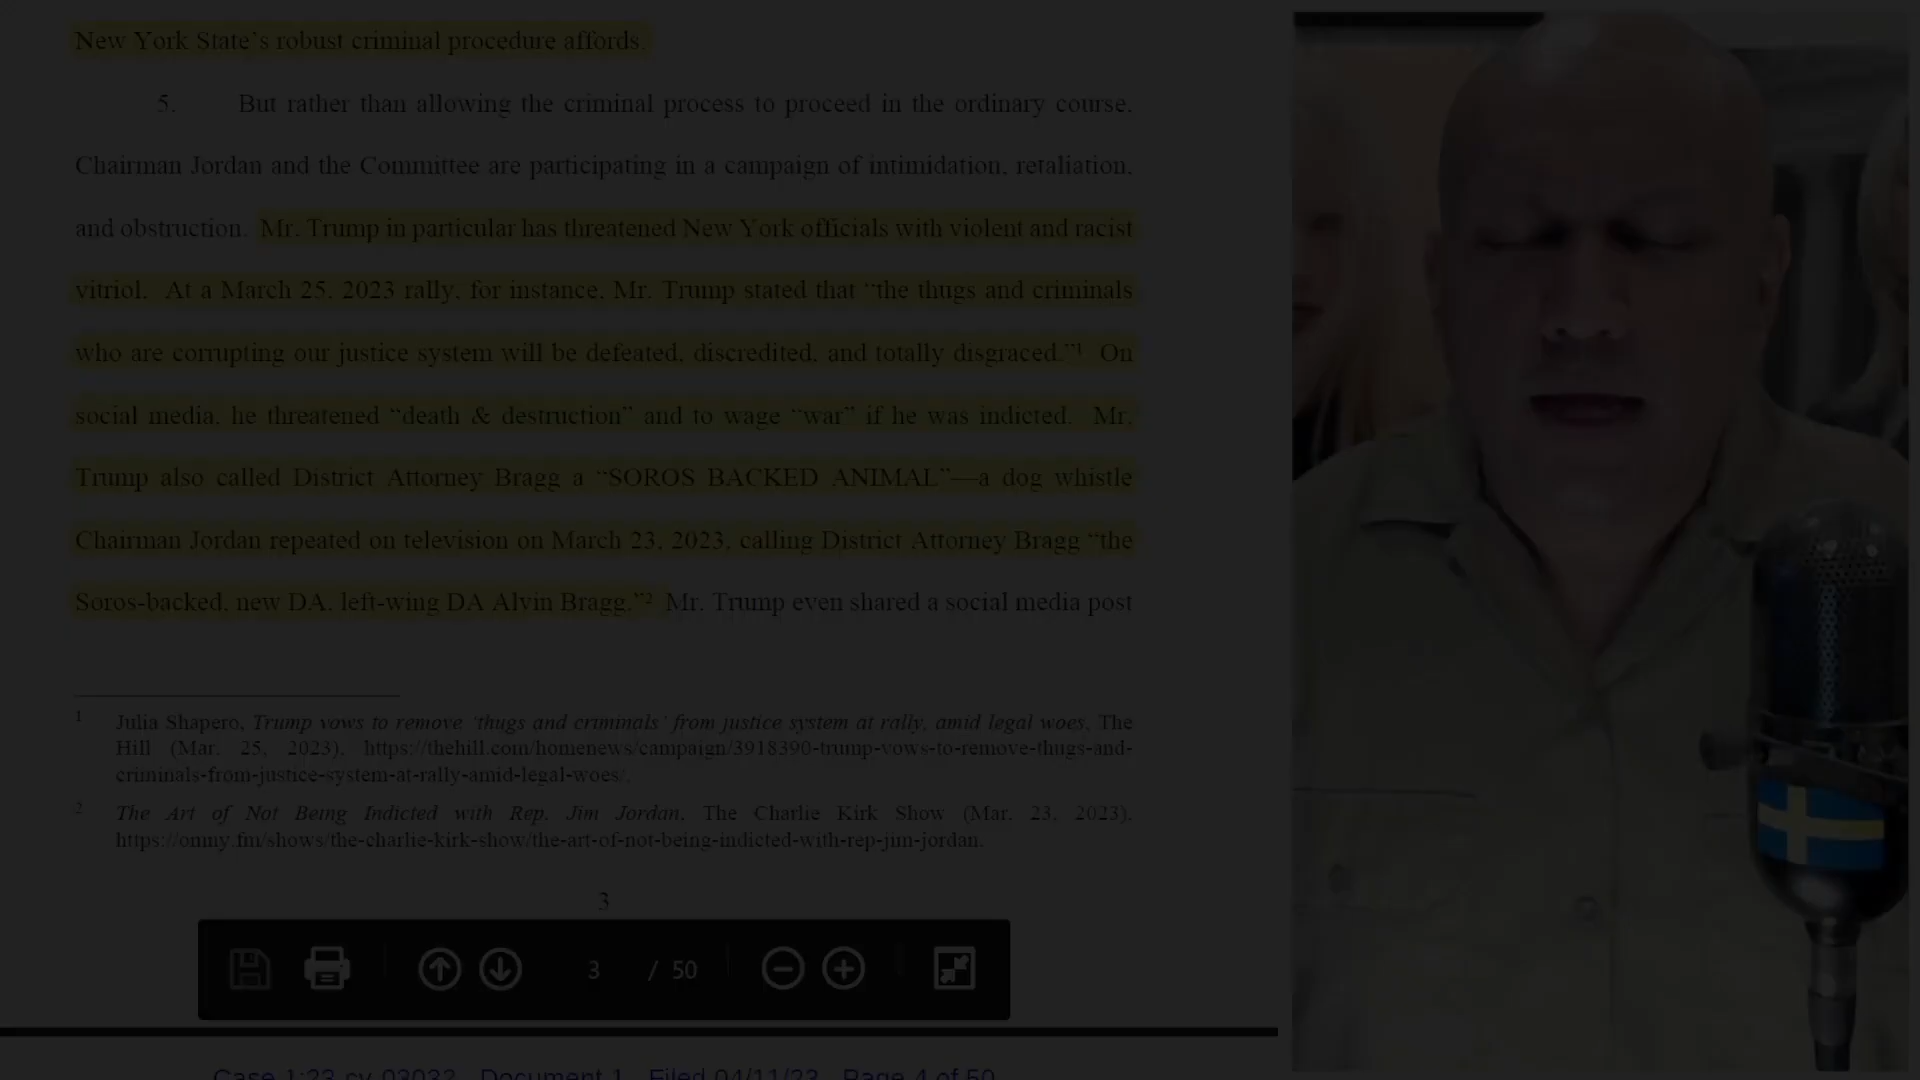 New York State’s robust criminal procedure affords.
5. But rather than allowing the criminal process to proceed in the ordinary course,
Chairman Jordan and the Committee are participating in a campaign of intimidation, retaliation,
and obstruction. Mr. Trump in particular has threatened New York officials with violent and racist
vitriol. At a March 25, 2023 rally, for instance, Mr. Trump stated that “the thugs and criminals
who are corrupting our justice system will be defeated, discredited, and totally disgraced.”1 On
social media, he threatened “death & destruction” and to wage “war” if he was indicted. Mr.
Trump also called District Attorney Bragg a “SOROS BACKED ANIMAL”—a dog whistle
Chairman Jordan repeated on television on March 23, 2023, calling District Attorney Bragg “the
Soros-backed, new DA, left-wing DA Alvin Bragg.”2 Mr. Trump even shared a social media post
1 Julia Shapero, Trump vows to remove ‘thugs and criminals’ from justice system at rally, amid legal woes, The
Hill (Mar. 25, 2023), https://thehill.com/homenews/campaign/3918390-trump-vows-to-remove-thugs-and-
criminals-from-justice-system-at-rally-amid-legal-woes/.
2 The Art of Not Being Indicted with Rep. Jim Jordan, The Charlie Kirk Show (Mar. 23, 2023),
https://omny.fm/shows/the-charlie-kirk-show/the-art-of-not-being-indicted-with-rep-jim-jordan.
3
3 / 50
Case 1:23-cv-03032 Document 1 Filed 04/11/23 Page 4 of 50